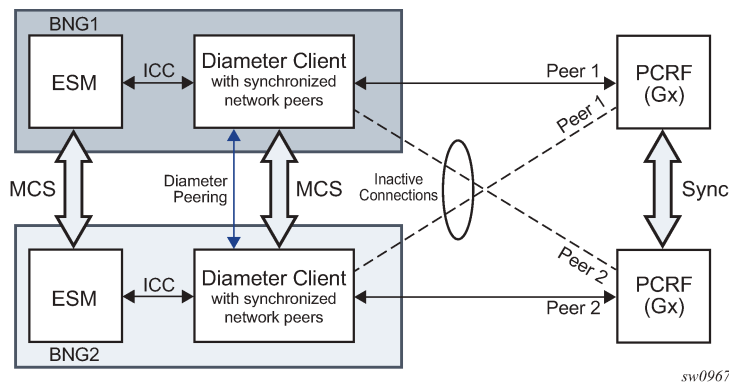 BNG1
ESM
ICC
Diameter Client
with synchronized
network peers
Peer 1
Peer 1
PCRF
(Gx)
MCS
Diameter
Peering
MCS
Inactive
Connections
Sync
ESM
ICC
Diameter Client
with synchronized
network peers
Peer 2
Peer 2
PCRF
(Gx)
BNG2
sw0967